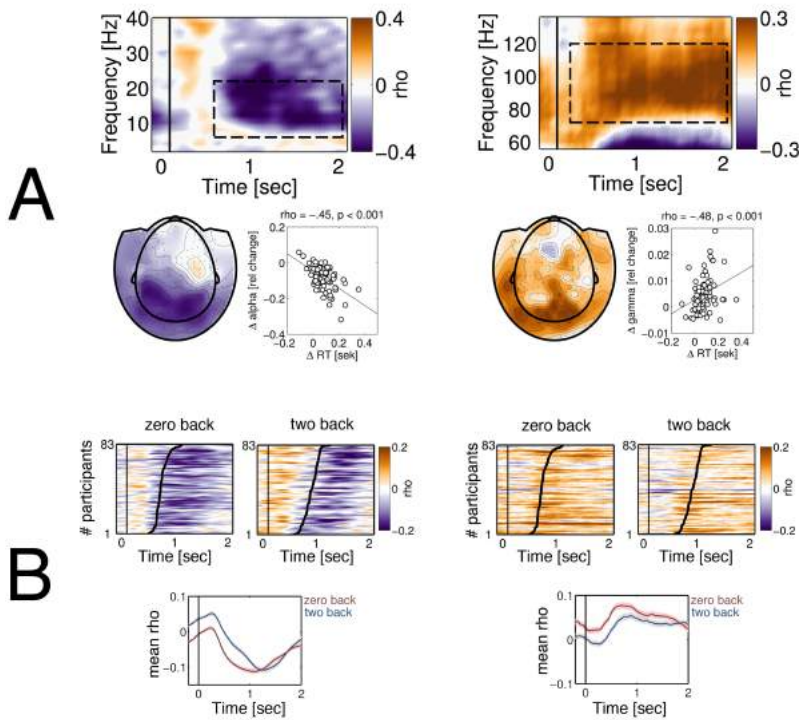 A
Frequency [Hz]
40
30
20
10
0 1 2
Time [sec]
0.4
0
-0.4
rho
Frequency [Hz]
120
100
80
60
0 1 2
Time [sec]
0.3
0
-0.3
rho
rho = -.45, p < 0.001
Δ alpha [rel change]
0.2
0
-0.2
-0.4
-0.2 0 0.2 0.4
Δ RT [sek]
rho = -.48, p < 0.001
Δ gamma [rel change]
0.03
0.02
0.01
0
-0.01
-0.2 0 0.2 0.4
Δ RT [sek]
B
zero back
two back
# participants
83
1
0 1 2
Time [sec]
83
1
0 1 2
Time [sec]
0.2
0
-0.2
rho
zero back
two back
# participants
83
1
0 1 2
Time [sec]
83
1
0 1 2
Time [sec]
0.2
0
-0.2
rho
mean rho
0.1
0
-0.1
0 1 2
Time [sec]
zero back
two back
mean rho
0.1
0
-0.1
0 1 2
Time [sec]
zero back
two back